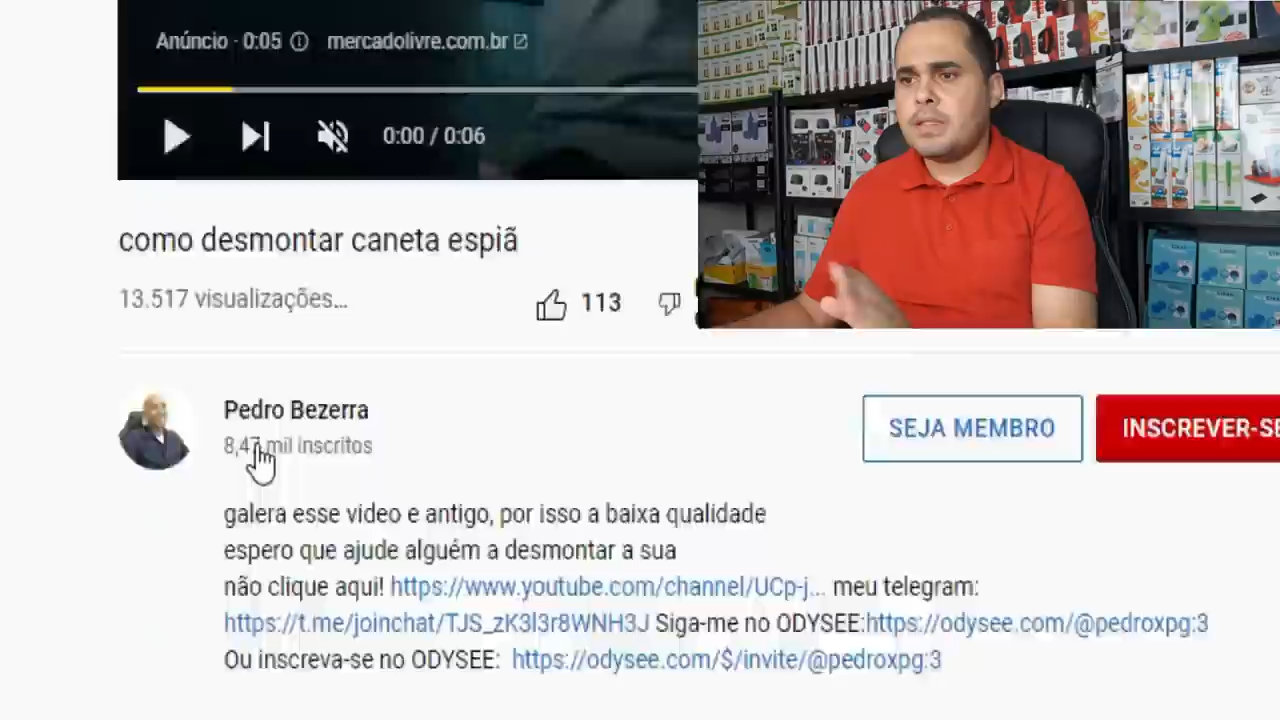 Anúncio · 0:05 mercadolivre.com.br
0:00 / 0:06
como desmontar caneta espiã
13.517 visualizações...
113
Pedro Bezerra
8,47 mil inscritos
SEJA MEMBRO
INSCREVER-SE
galera esse video e antigo, por isso a baixa qualidade
espero que ajude alguém a desmontar a sua
não clique aqui! https://www.youtube.com/channel/UCp-j... meu telegram:
https://t.me/joinchat/TJS_zK3l3r8WNH3J Siga-me no ODYSEE:https://odysee.com/@pedroxpg:3
Ou inscreva-se no ODYSEE: https://odysee.com/$/invite/@pedroxpg:3